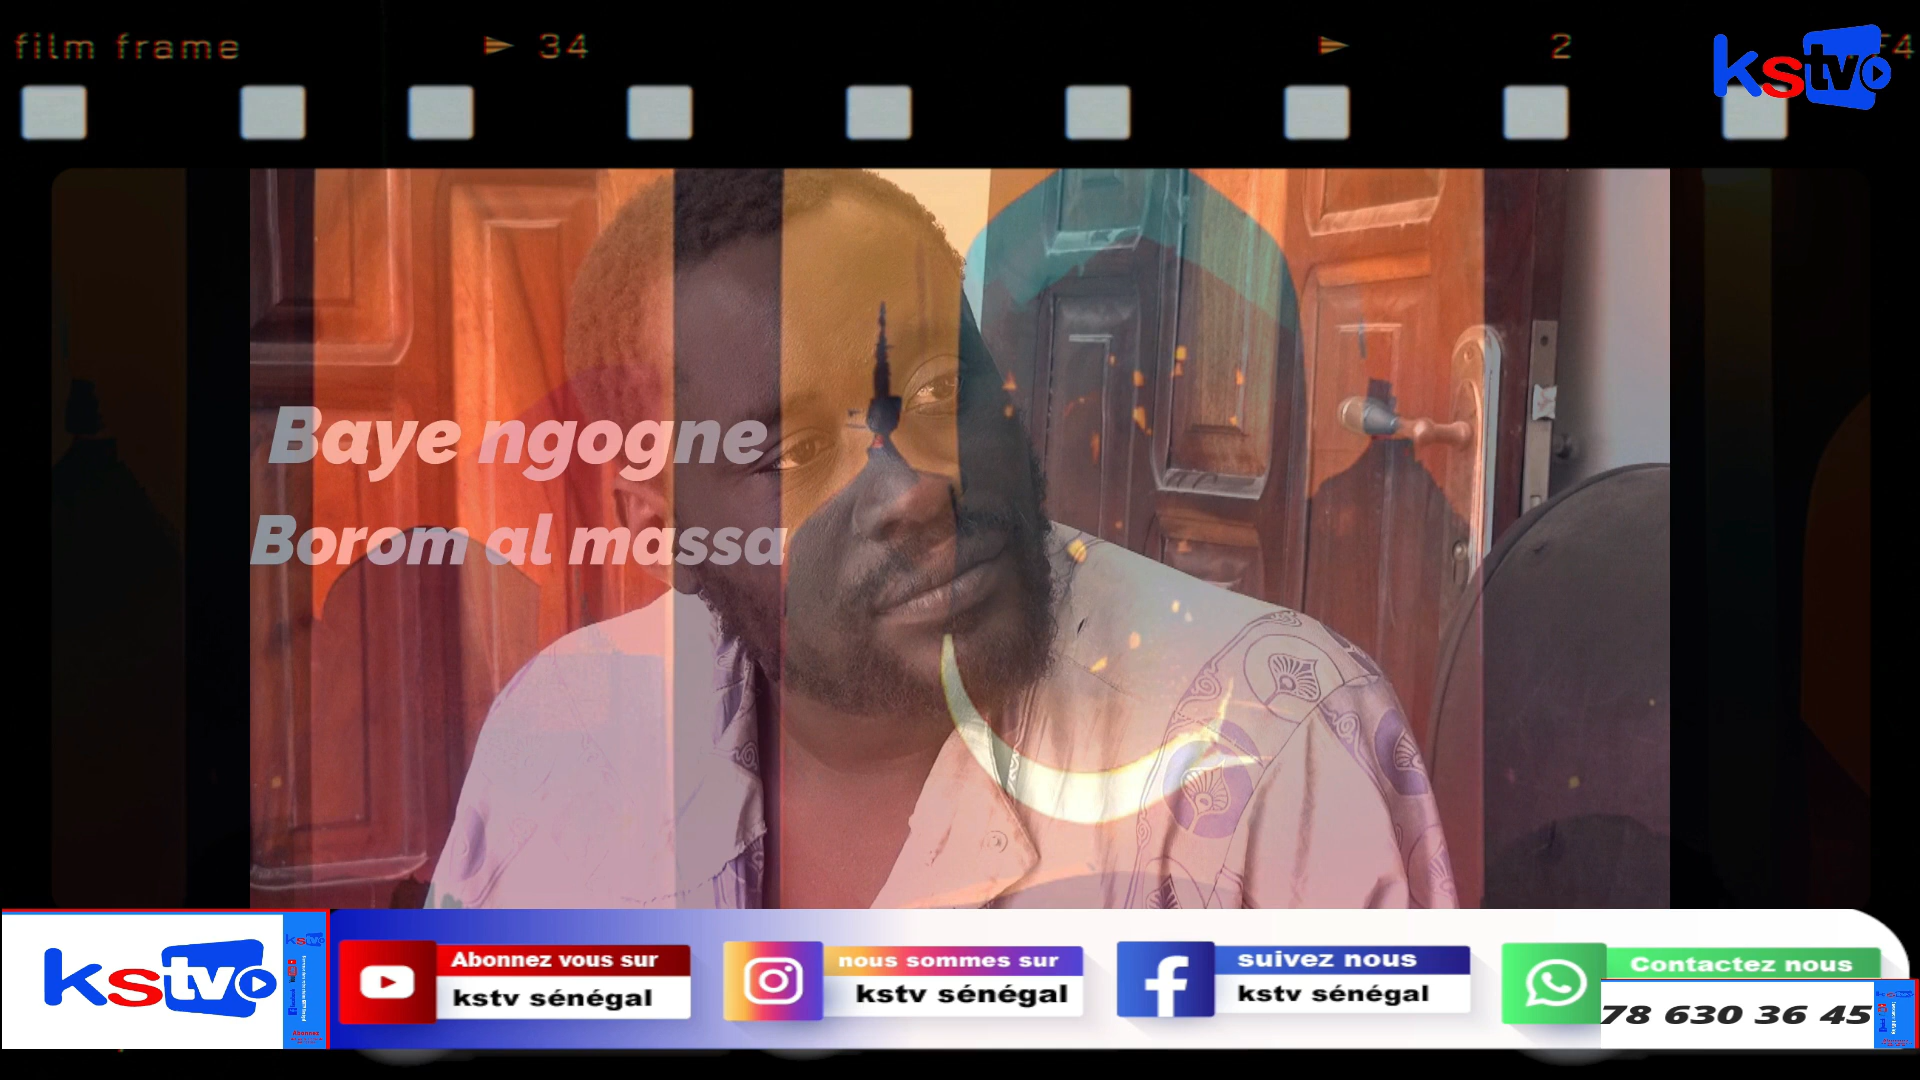 film frame
34
2
F4
kstv
Baye ngogne
Borom al massa
kstv
Abonnez vous sur
kstv sénégal
nous sommes sur
kstv sénégal
suivez nous
kstv sénégal
Contactez nous
78 630 36 45